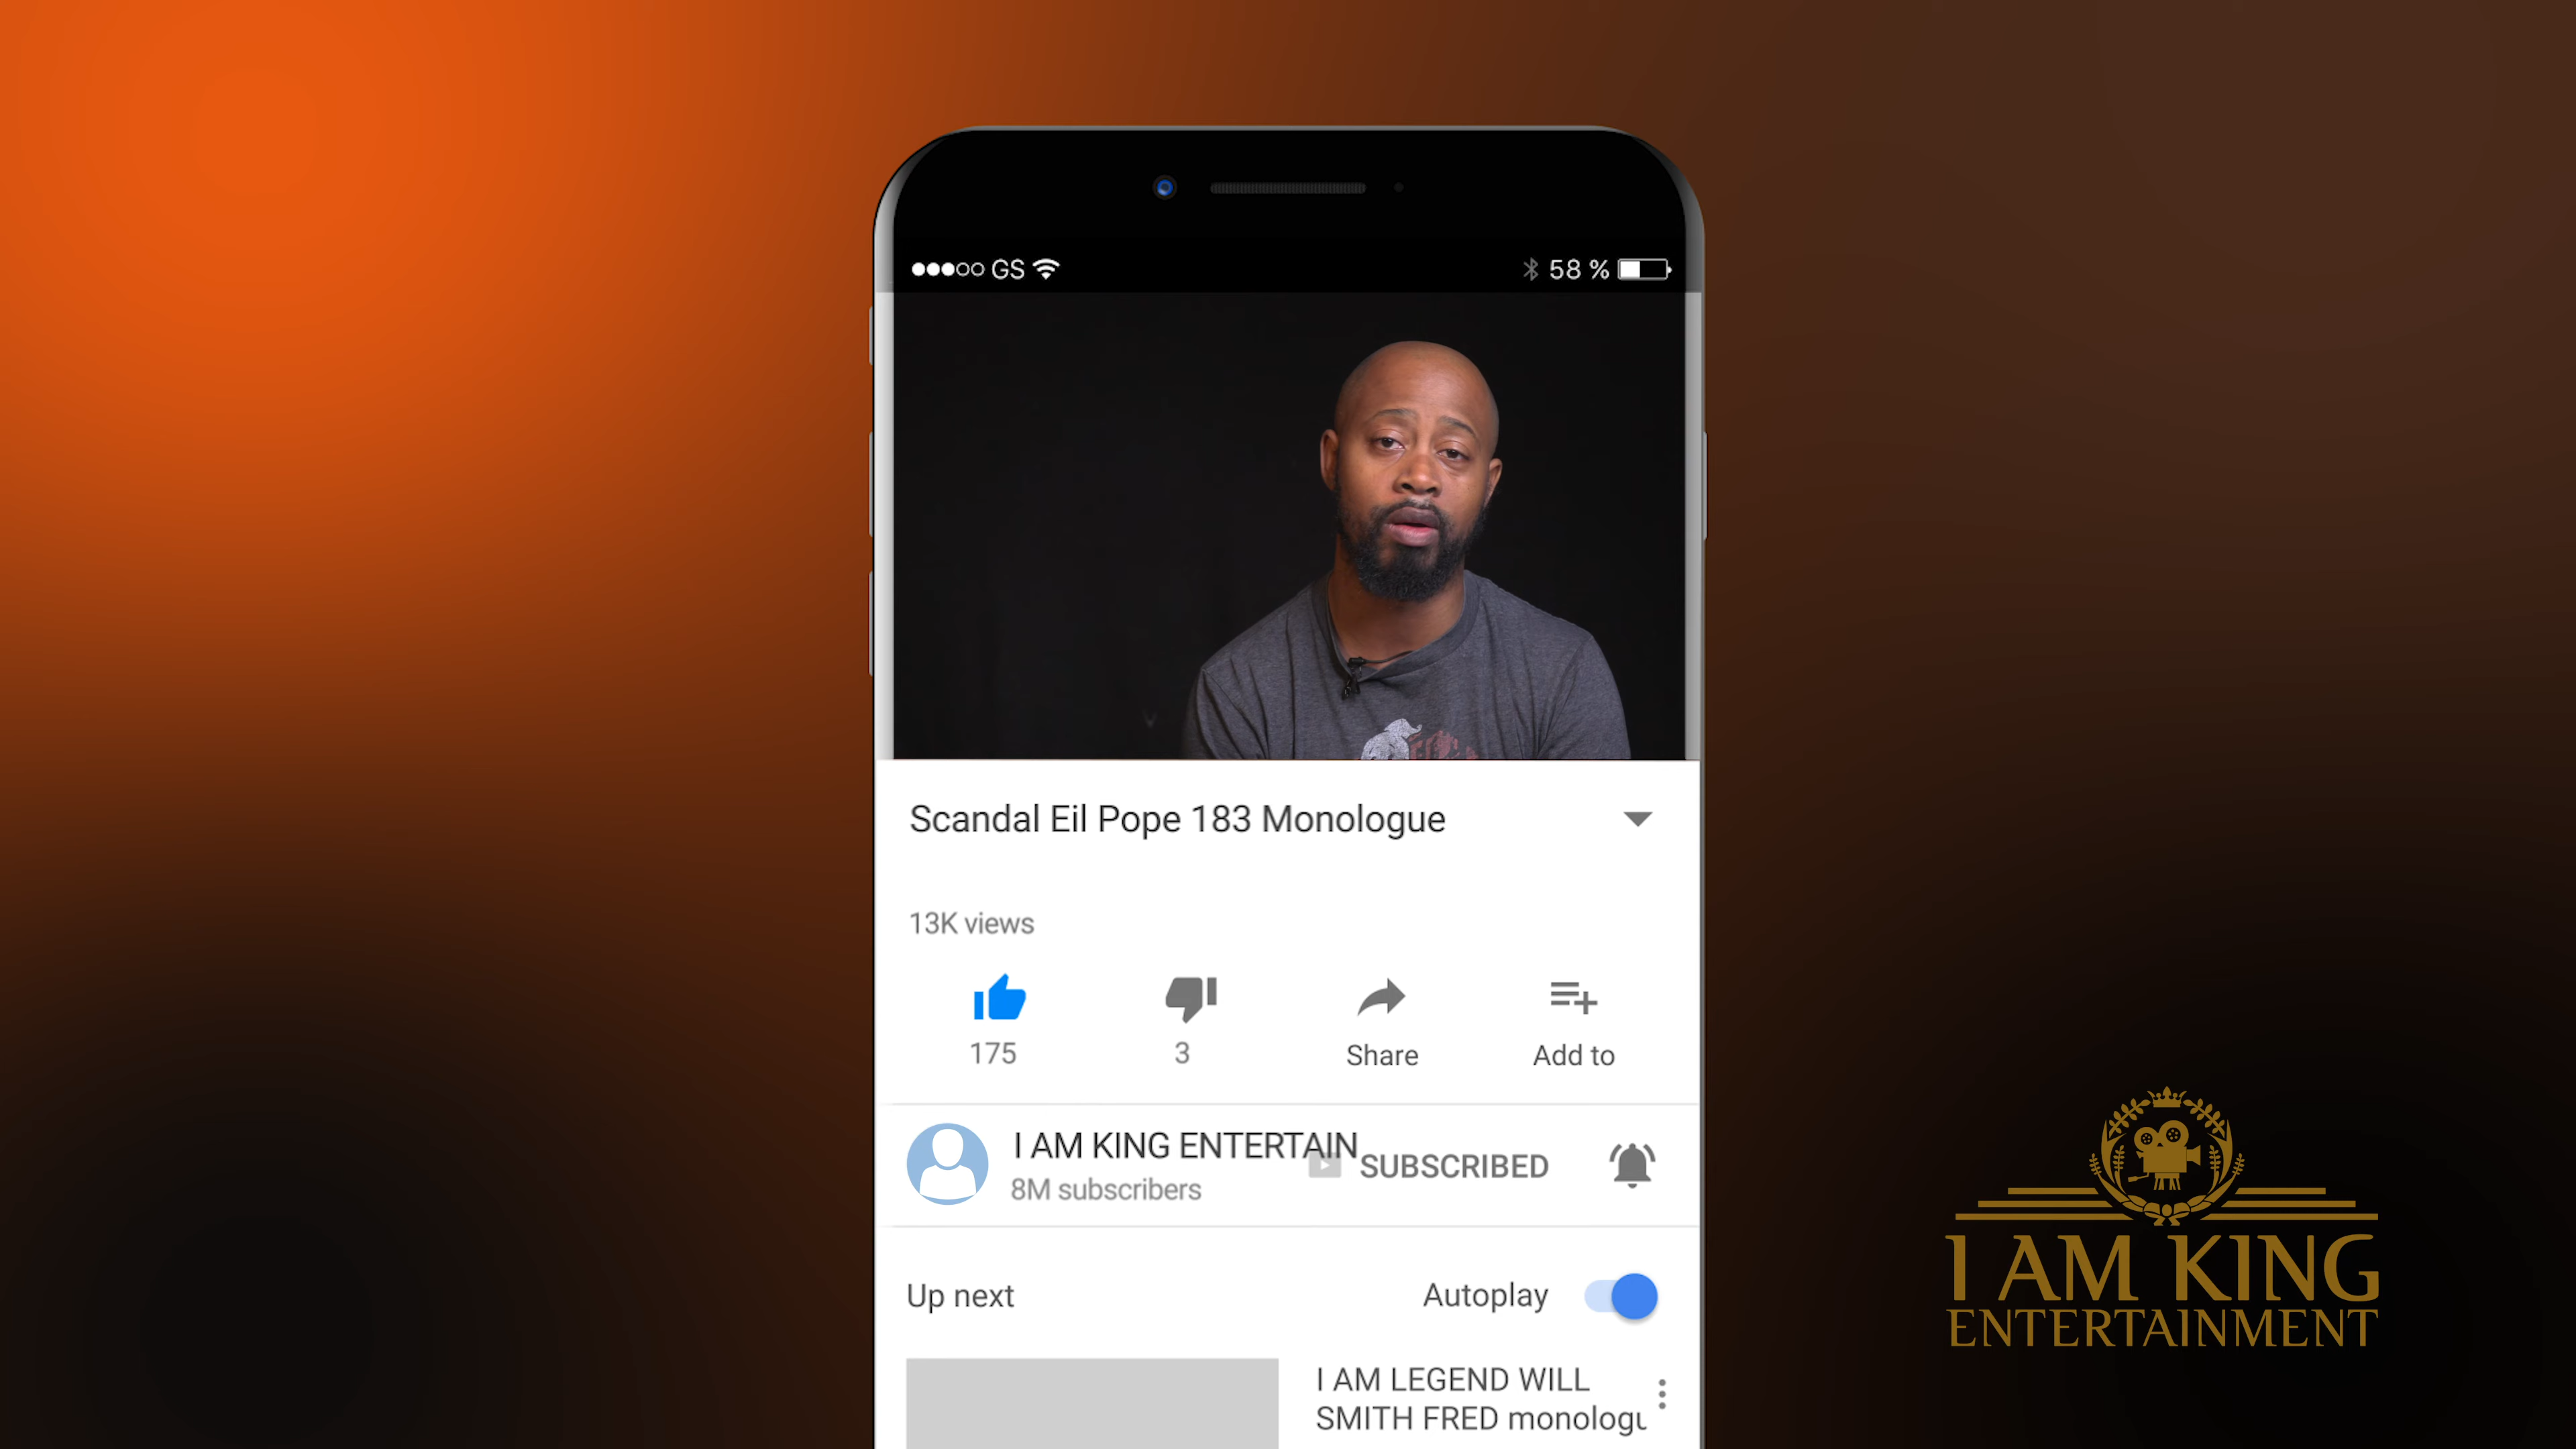 GS 58 %
Scandal Eil Pope 183 Monologue
13K views
175 3 Share Add to
I AM KING ENTERTAIN
SUBSCRIBED
8M subscribers
Up next Autoplay
I AM LEGEND WILL
SMITH FRED monologu
I AM KING
ENTERTAINMENT